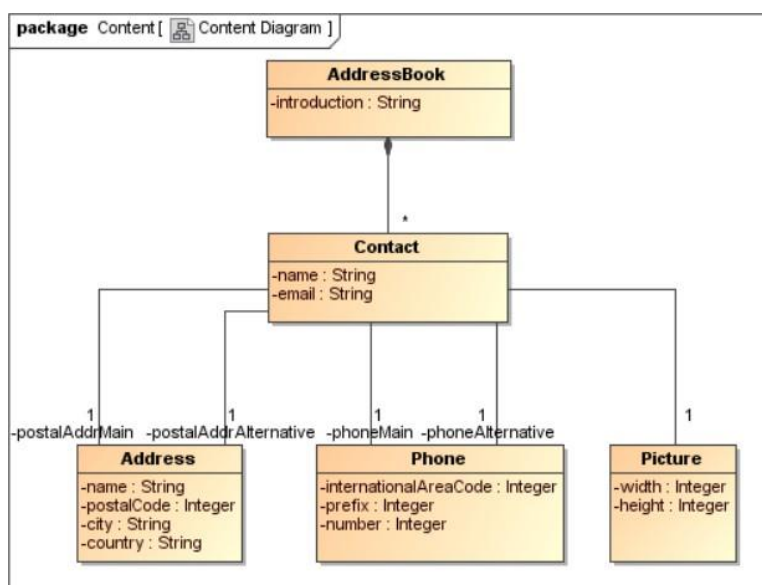 package Content[ Content Diagram ]
AddressBook
-introduction : String
*
Contact
-name : String
-email : String
1 1 1 1 1
-postalAddrMain -postalAddrAlternative -phoneMain -phoneAlternative
Address
-name : String
-postalCode : Integer
-city : String
-country : String
Phone
-internationalAreaCode : Integer
-prefix : Integer
-number : Integer
Picture
-width : Integer
-height : Integer